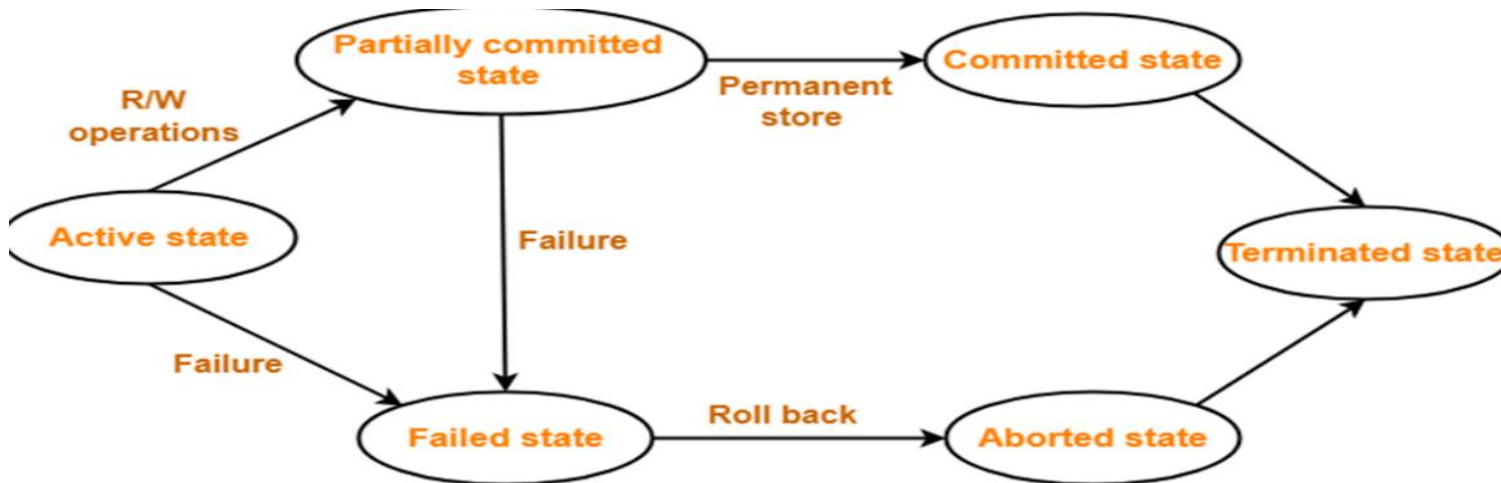 Partially committed
state
Committed state
R/W
operations
Permanent
store
Active state
Failure
Terminated state
Failure
Failed state
Roll back
Aborted state